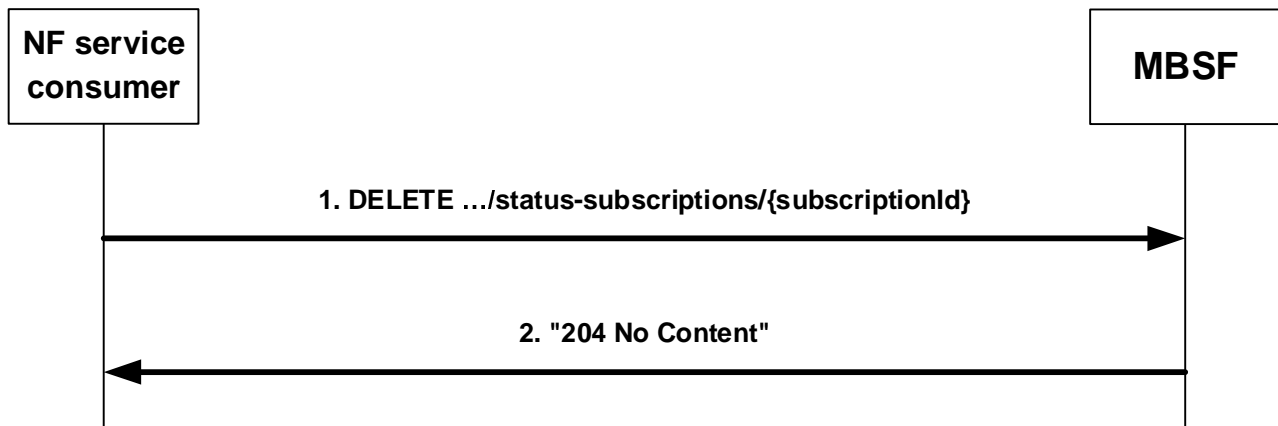 NF service
consumer
MBSF
1. DELETE …/status-subscriptions/{subscriptionId}
2. "204 No Content"